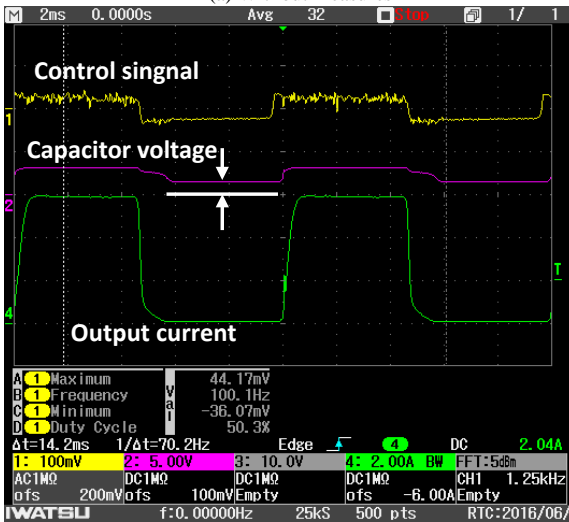 M 2ms 0.0000s Avg 32 Stop 1/ 1
Control singnal
1
Capacitor voltage
2
T
4
Output current
A 1 Maximum 44.17mV
B 1 Frequency 100.1Hz
C 1 Minimum -36.07mV
D 1 Duty Cycle 50.3%
Val
Δt=14.2ms 1/Δt=70.2Hz Edge 4 DC 2.04A
1: 100mV 2: 5.00V 3: 10.0V 4: 2.00A BW FFT:5dBm
AC1MΩ DC1MΩ DC1MΩ DC1MΩ CH1 1.25kHz
ofs 200mV ofs 100mV Empty ofs -6.00A Empty
IWATSU f:0.00000Hz 25kS 500 pts RTC:2016/06/